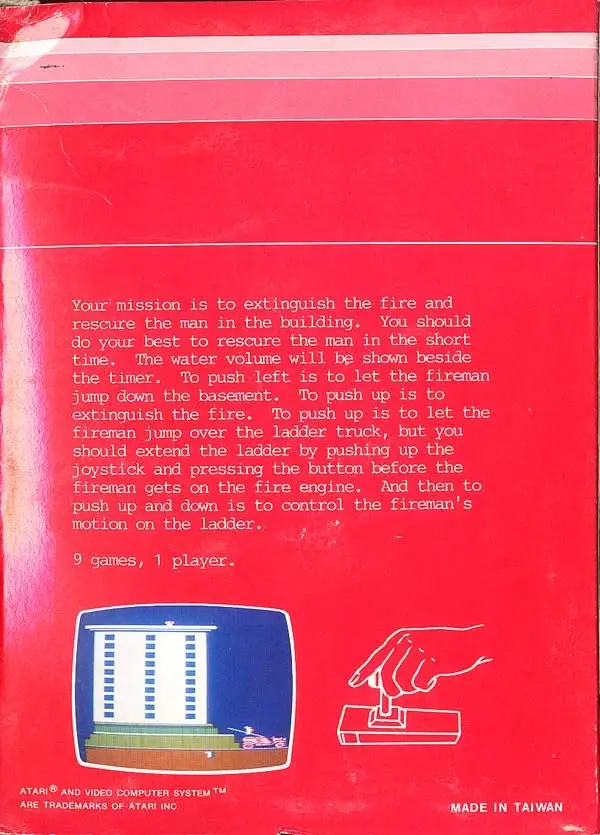 Your mission is to extinguish the fire and
rescure the man in the building. You should
do your best to rescure the man in the short
time. The water volume will be shown beside
the timer. To push left is to let the fireman
jump down the basement. To push up is to
extinguish the fire. To push up is to let the
fireman jump over the ladder truck, but you
should extend the ladder by pushing up the
joystick and pressing the button before the
fireman gets on the fire engine. And then to
push up and down is to control the fireman's
motion on the ladder.
9 games, 1 player.
ATARI® AND VIDEO COMPUTER SYSTEM™
ARE TRADEMARKS OF ATARI INC.
MADE IN TAIWAN